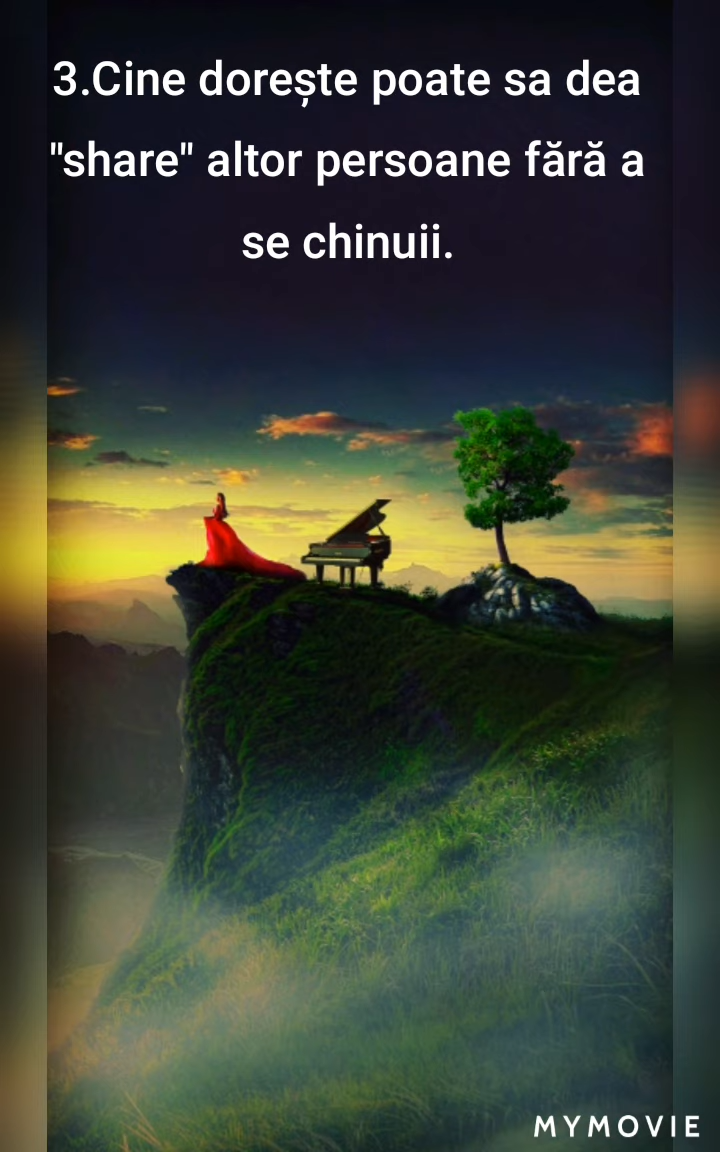 3.Cine dorește poate sa dea
"share" altor persoane fără a
se chinuii.
MYMOVIE